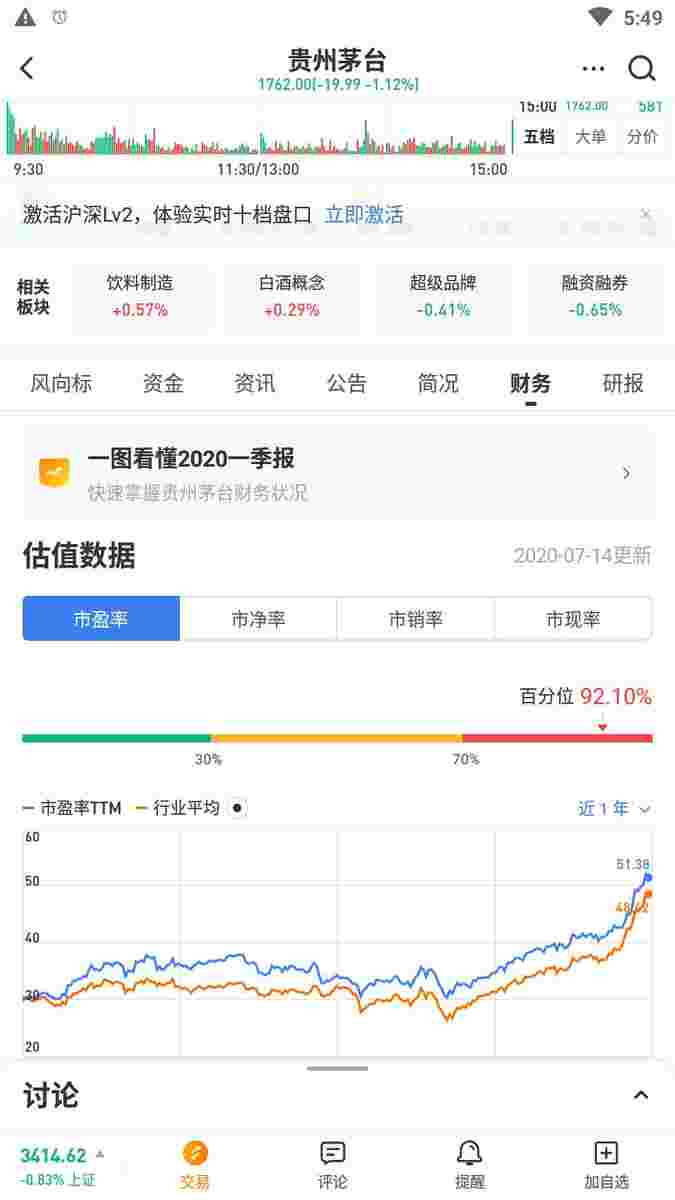 5:49
贵州茅台
1762.00(-19.99 -1.12%)
15:00 1762.00 581
五档 大单 分价
9:30 11:30/13:00 15:00
激活沪深Lv2，体验实时十档盘口 立即激活
相关板块
饮料制造 白酒概念 超级品牌 融资融券
+0.57% +0.29% -0.41% -0.65%
风向标 资金 资讯 公告 简况 财务 研报
一图看懂2020一季报
快速掌握贵州茅台财务状况
估值数据 2020-07-14更新
市盈率 市净率 市销率 市现率
百分位 92.10%
30% 70%
市盈率TTM 行业平均 近1年
60
51.38
50
48.42
40
30
20
讨论
3414.62
-0.83% 上证
交易 评论 提醒 加自选